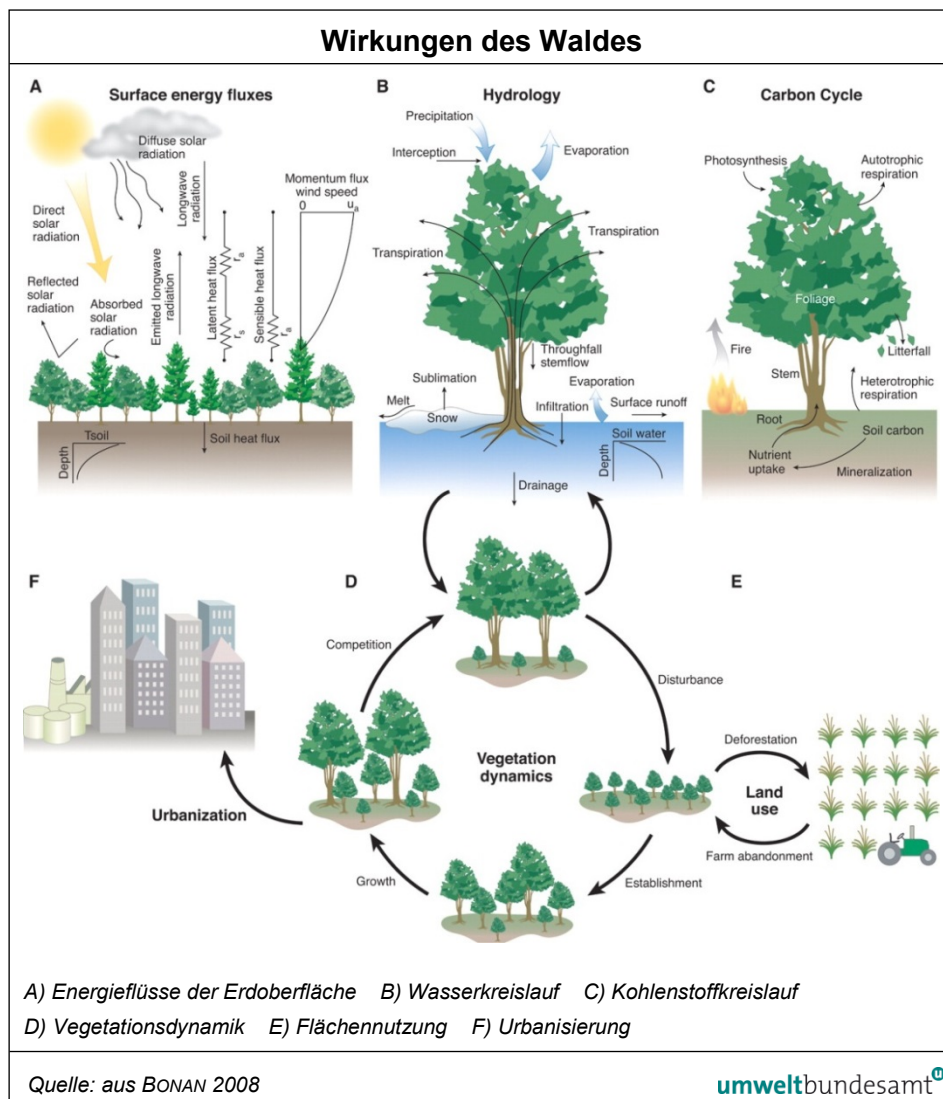 Wirkungen des Waldes
A
Surface energy fluxes
Diffuse solar
radiation
Direct
solar
radiation
Reflected
solar
radiation
Absorbed
solar
radiation
Emitted longwave
radiation
Longwave
radiation
Latent heat flux
ra
rs
Sensible heat flux
ra
Momentum flux
wind speed
0
ua
Tsoil
Depth
Soil heat flux
B
Hydrology
Precipitation
Interception
Evaporation
Transpiration
Transpiration
Throughfall
stemflow
Sublimation
Melt
Snow
Infiltration
Evaporation
Surface runoff
Soil water
Depth
Drainage
C
Carbon Cycle
Photosynthesis
Autotrophic
respiration
Foliage
Litterfall
Fire
Stem
Heterotrophic
respiration
Root
Soil carbon
Nutrient
uptake
Mineralization
F
D
E
Competition
Disturbance
Vegetation
dynamics
Deforestation
Land
use
Farm abandonment
Urbanization
Growth
Establishment
A) Energieflüsse der Erdoberfläche B) Wasserkreislauf C) Kohlenstoffkreislauf
D) Vegetationsdynamik E) Flächennutzung F) Urbanisierung
Quelle: aus BONAN 2008
umweltbundesamt u